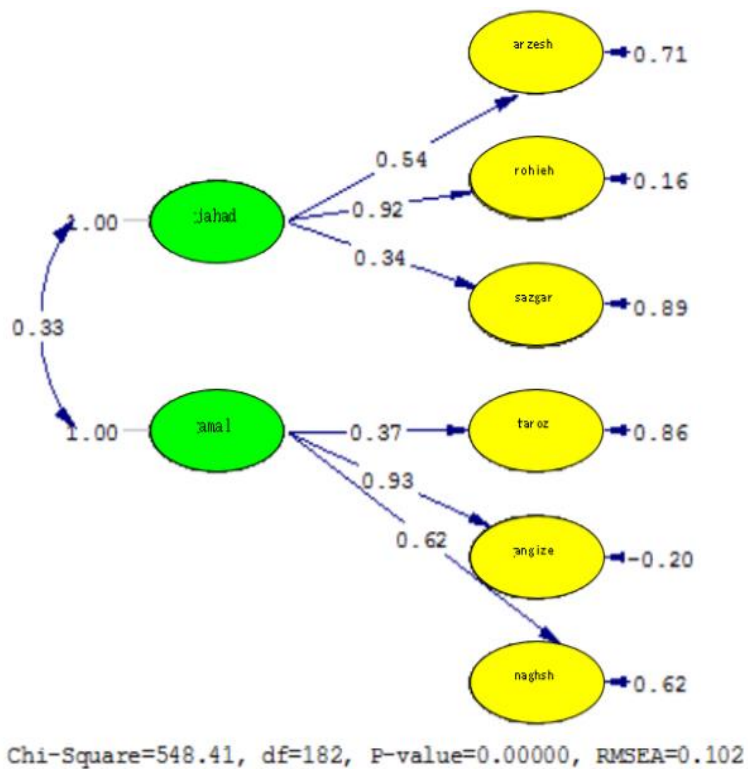 arzesh
0.71
0.54
rohieh
0.16
jahad
1.00
0.92
0.34
sazgar
0.89
0.33
amal
1.00
0.37
taroz
0.86
0.93
angize
-0.20
0.62
naghsh
0.62
Chi-Square=548.41, df=182, P-value=0.00000, RMSEA=0.102